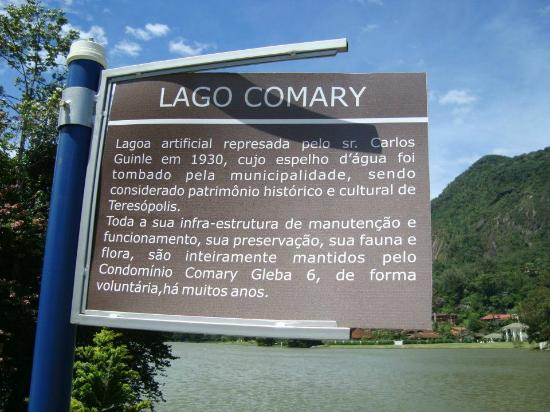 LAGO COMARY
Lagoa artificial represada pelo sr. Carlos
Guinle em 1930, cujo espelho d'água foi
tombado pela municipalidade, sendo
considerado patrimônio histórico e cultural de
Teresópolis.
Toda a sua infra-estrutura de manutenção e
funcionamento, sua preservação, sua fauna e
flora, são inteiramente mantidos pelo
Condomínio Comary Gleba 6, de forma
voluntária,há muitos anos.